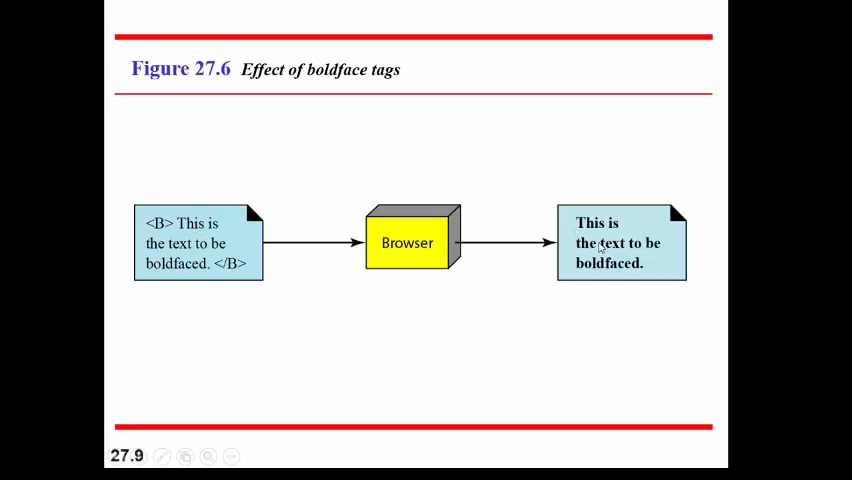 Figure 27.6 Effect of boldface tags
<B> This is
the text to be
boldfaced. </B>
Browser
This is
the text to be
boldfaced.
27.9